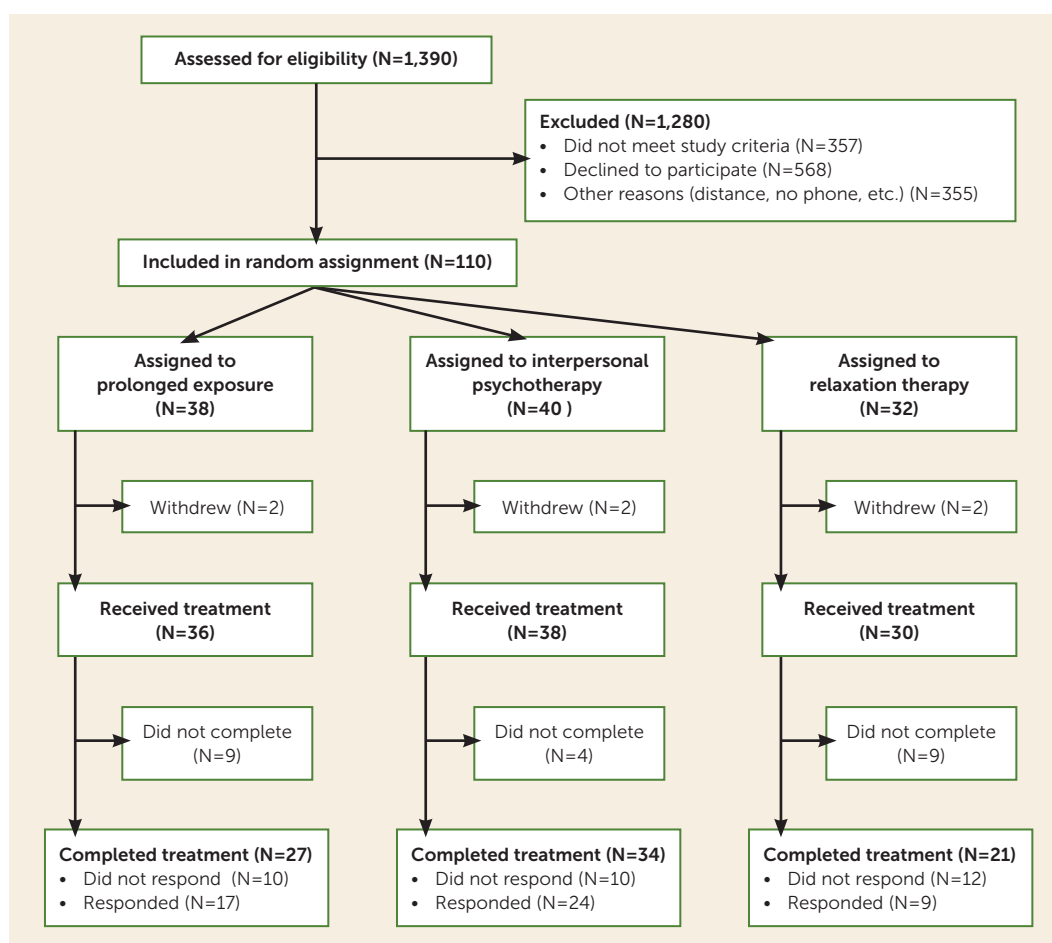 Assessed for eligibility (N=1,390)
Excluded (N=1,280)
• Did not meet study criteria (N=357)
• Declined to participate (N=568)
• Other reasons (distance, no phone, etc.) (N=355)
Included in random assignment (N=110)
Assigned to
prolonged exposure
(N=38)
Assigned to interpersonal
psychotherapy
(N=40 )
Assigned to
relaxation therapy
(N=32)
Withdrew (N=2)
Withdrew (N=2)
Withdrew (N=2)
Received treatment
(N=36)
Received treatment
(N=38)
Received treatment
(N=30)
Did not complete
(N=9)
Did not complete
(N=4)
Did not complete
(N=9)
Completed treatment (N=27)
• Did not respond (N=10)
• Responded (N=17)
Completed treatment (N=34)
• Did not respond (N=10)
• Responded (N=24)
Completed treatment (N=21)
• Did not respond (N=12)
• Responded (N=9)